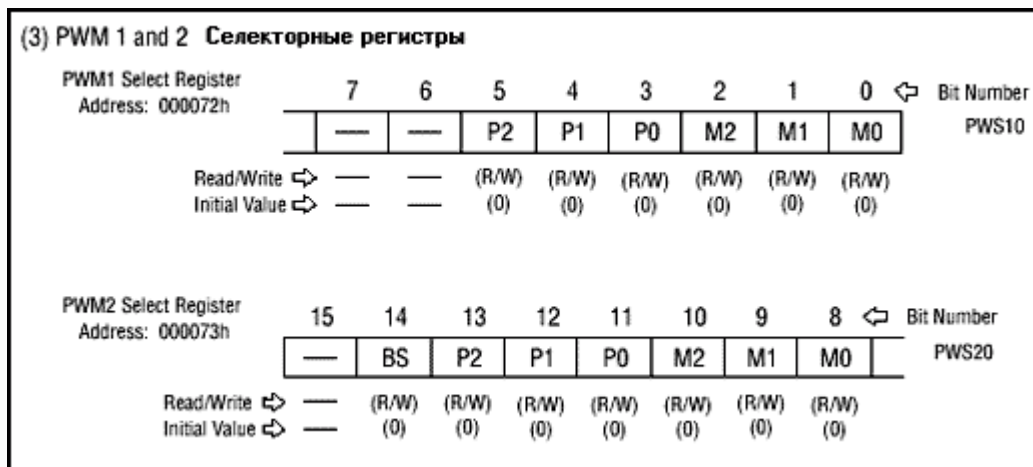 (3) PWM 1 and 2 Селекторные регистры
PWM1 Select Register
Address: 000072h
7 6 5 4 3 2 1 0 ⇦ Bit Number
— — P2 P1 P0 M2 M1 M0 PWS10
Read/Write ⇨ — — (R/W) (R/W) (R/W) (R/W) (R/W) (R/W)
Initial Value ⇨ — — (0) (0) (0) (0) (0) (0)
PWM2 Select Register
Address: 000073h
15 14 13 12 11 10 9 8 ⇦ Bit Number
— BS P2 P1 P0 M2 M1 M0 PWS20
Read/Write ⇨ — (R/W) (R/W) (R/W) (R/W) (R/W) (R/W) (R/W)
Initial Value ⇨ — (0) (0) (0) (0) (0) (0) (0)